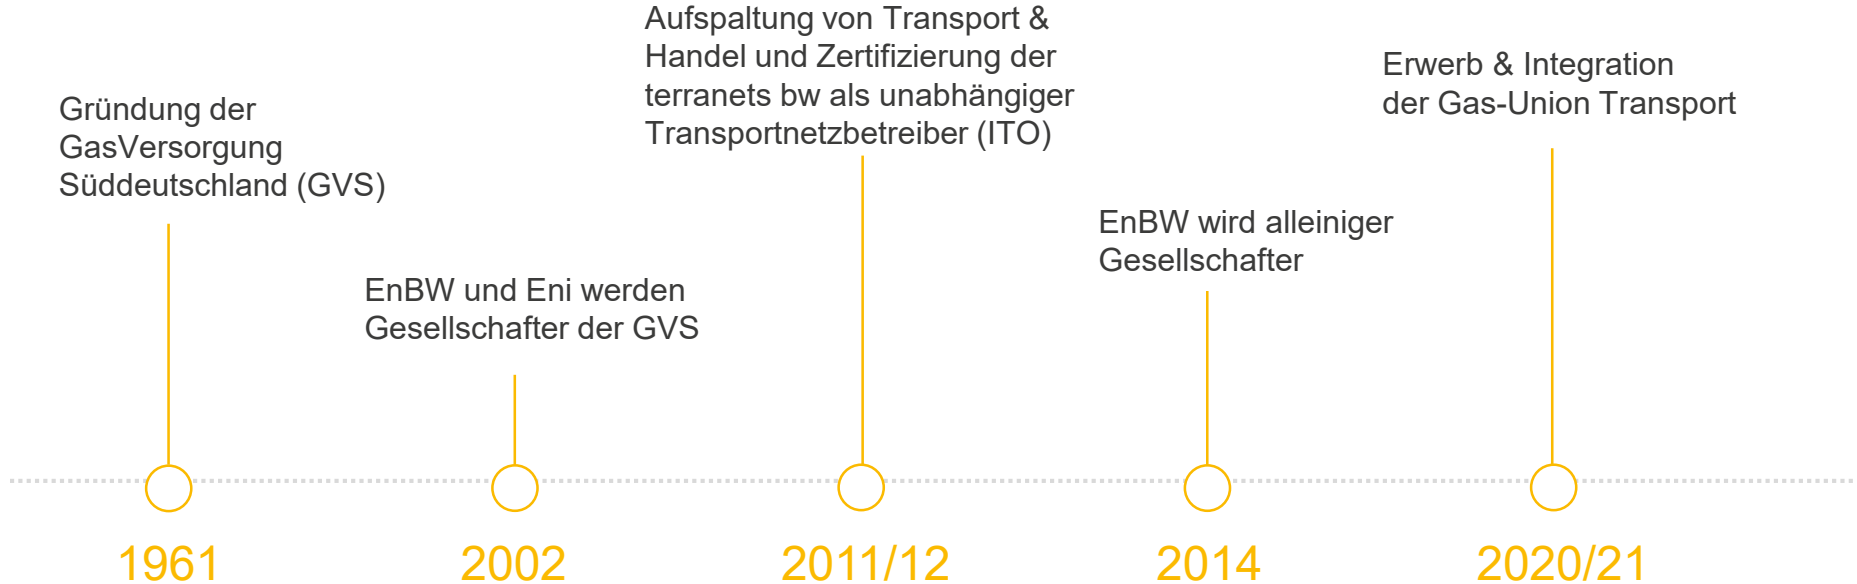 Gründung der
GasVersorgung
Süddeutschland (GVS)
EnBW und Eni werden
Gesellschafter der GVS
Aufspaltung von Transport &
Handel und Zertifizierung der
terranets bw als unabhängiger
Transportnetzbetreiber (ITO)
EnBW wird alleiniger
Gesellschafter
Erwerb & Integration
der Gas-Union Transport
1961
2002
2011/12
2014
2020/21